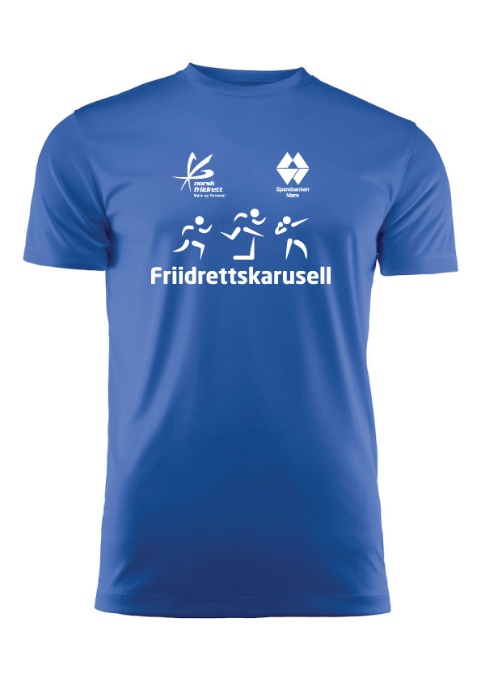 norsk
friidrett
Møre og Romsdal
Sparebanken
Møre
Friidrettskarusell